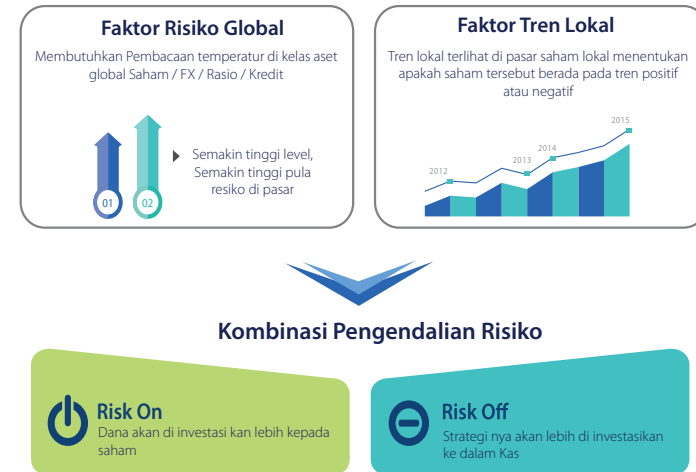 Faktor Risiko Global
Membutuhkan Pembacaan temperatur di kelas aset
global Saham / FX / Rasio / Kredit
Semakin tinggi level,
Semakin tinggi pula
resiko di pasar
01
02
Faktor Tren Lokal
Tren lokal terlihat di pasar saham lokal menentukan
apakah saham tersebut berada pada tren positif
atau negatif
2012
2013
2014
2015
Kombinasi Pengendalian Risiko
Risk On
Dana akan di investasi kan lebih kepada
saham
Risk Off
Strategi nya akan lebih di investasikan
ke dalam Kas